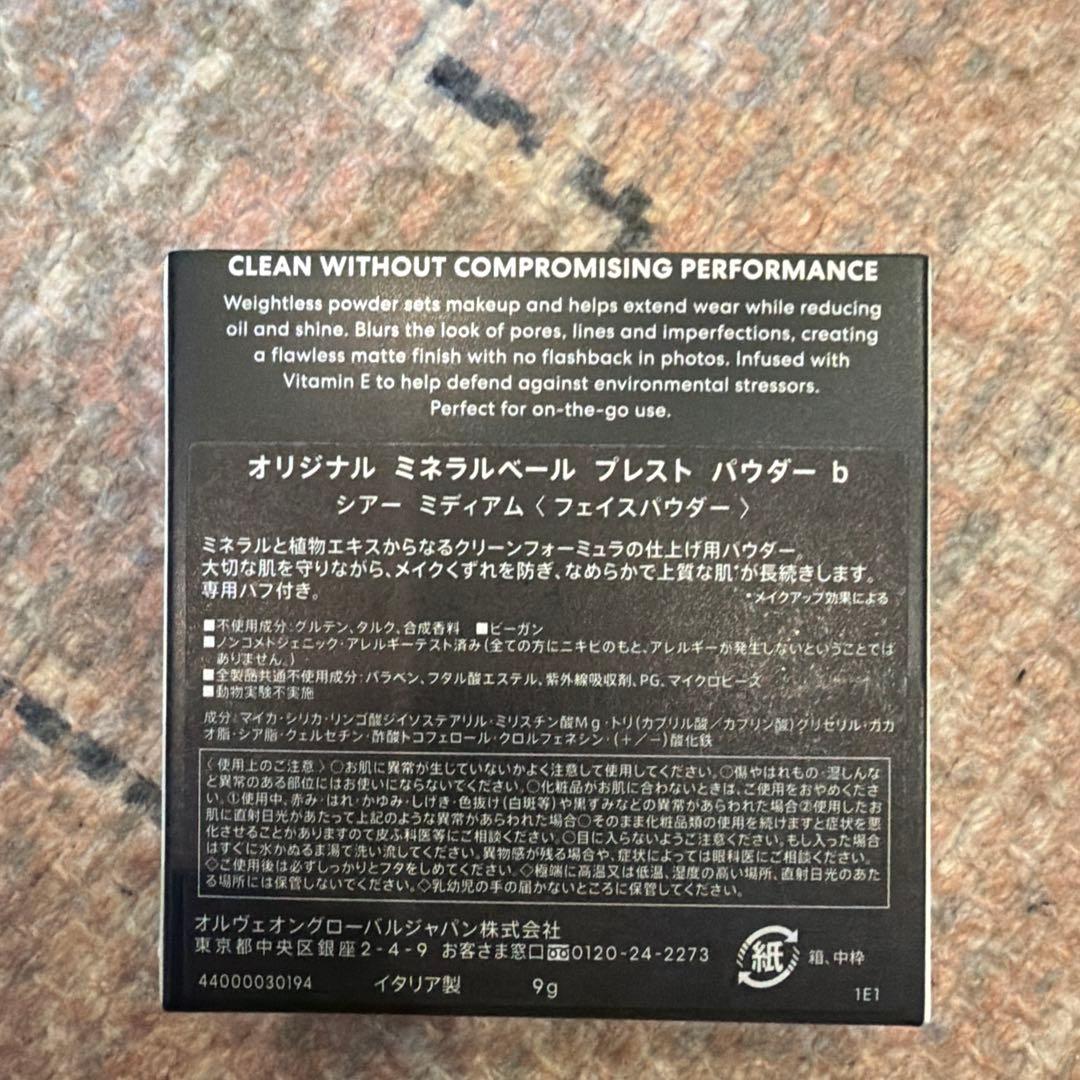 CLEAN WITHOUT COMPROMISING PERFORMANCE
Weightless powder sets makeup and helps extend wear while reducing
oil and shine. Blurs the look of pores, lines and imperfections, creating
a flawless matte finish with no flashback in photos. Infused with
Vitamin E to help defend against environmental stressors.
Perfect for on-the-go use.
オリジナル ミネラルベール プレスト パウダー b
シアー ミディアム〈フェイスパウダー〉
ミネラルと植物エキスからなるクリーンフォーミュラの仕上げ用パウダー。
大切な肌を守りながら、メイクくずれを防ぎ、なめらかで上質な肌*が長続きします。
専用パフ付き。
*メイクアップ効果による
■不使用成分:グルテン、タルク、合成香料 ■ビーガン
■ノンコメドジェニック・アレルギーテスト済み(全ての方にニキビのもと、アレルギーが発生しないということでは
ありません。)
■全製品共通不使用成分:パラベン、フタル酸エステル、紫外線吸収剤、PG、マイクロビーズ
■動物実験不実施
成分:マイカ・シリカ・リンゴ酸ジイソステアリル・ミリスチン酸Mg・トリ(カプリル酸/カプリン酸)グリセリル・カカ
オ脂・シア脂・クェルセチン・酢酸トコフェロール・クロルフェネシン・(+/-)酸化鉄
〈使用上のご注意〉○お肌に異常が生じていないかよく注意して使用してください。○傷やはれもの・湿しんな
ど異常のある部位にはお使いにならないでください。○化粧品がお肌に合わないときは、ご使用をおやめくださ
い。①使用中、赤み・はれ・かゆみ・しげき・色抜け(白斑等)や黒ずみなどの異常があらわれた場合②使用したお
肌に直射日光があたって上記のような異常があらわれた場合○そのまま化粧品類の使用を続けますと症状を悪
化させることがありますので皮ふ科医等にご相談ください。○目に入らないようご注意ください。もし入った場合
はすぐに水かぬるま湯で洗い流してください。異物感が残る場合や、症状によっては眼科医にご相談ください。
◇ご使用後は必ずしっかりとフタをしめてください。◇極端に高温又は低温、湿度の高い場所、直射日光のあた
る場所には保管しないでください。◇乳幼児の手の届かないところに保管してください。
オルヴェオングローバルジャパン株式会社
東京都中央区銀座2-4-9 お客さま窓口 0120-24-2273
紙 箱、中枠
44000030194 イタリア製 9g
1E1